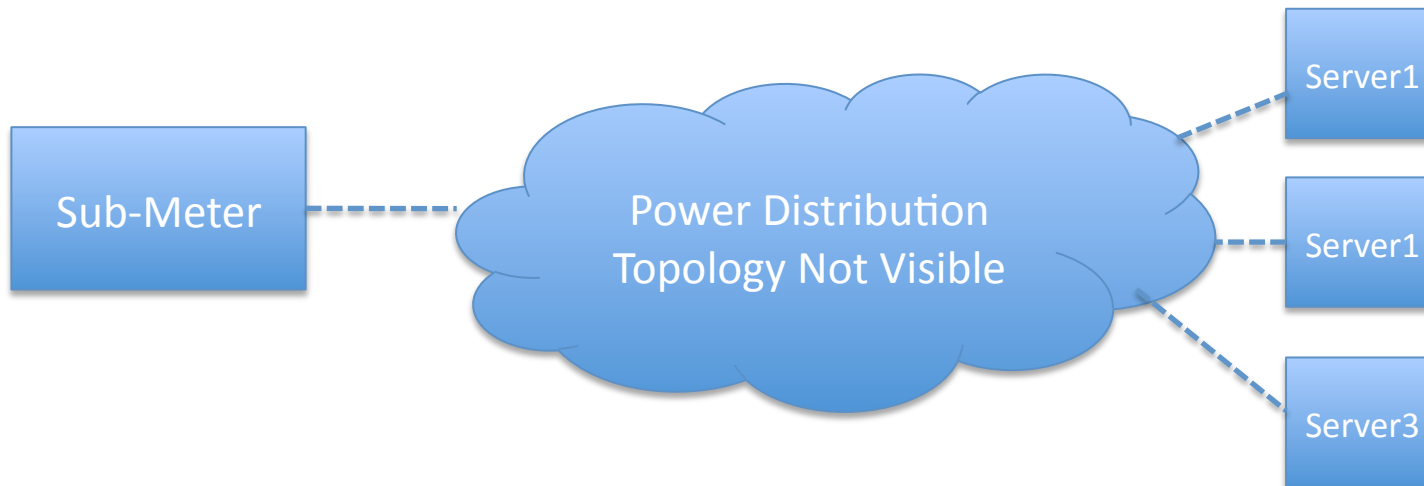 Sub-Meter
Power Distribution
Topology Not Visible
Server1
Server1
Server3